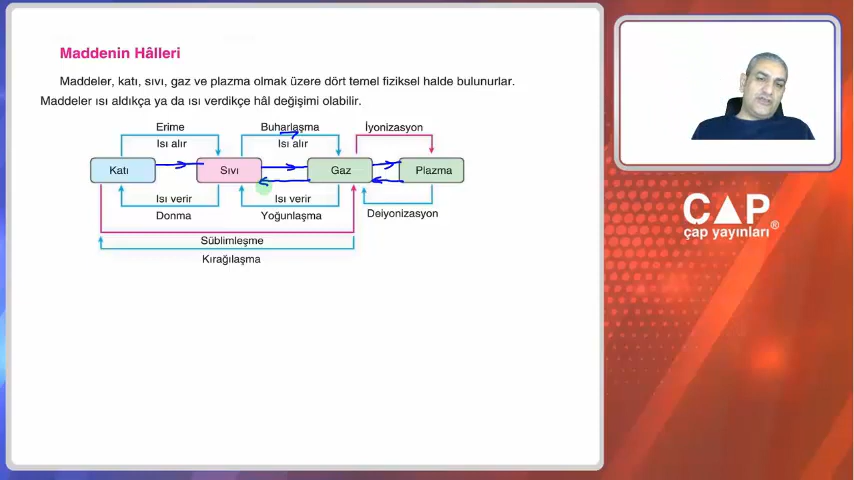 Maddenin Hâlleri
Maddeler, katı, sıvı, gaz ve plazma olmak üzere dört temel fiziksel halde bulunurlar.
Maddeler ısı aldıkça ya da ısı verdikçe hâl değişimi olabilir.
Erime
Buharlaşma
İyonizasyon
Isı alır
Isı alır
Katı
Sıvı
Gaz
Plazma
Isı verir
Isı verir
Donma
Yoğunlaşma
Deiyonizasyon
Süblimleşme
Kırağılaşma
ÇAP
çap yayınları®